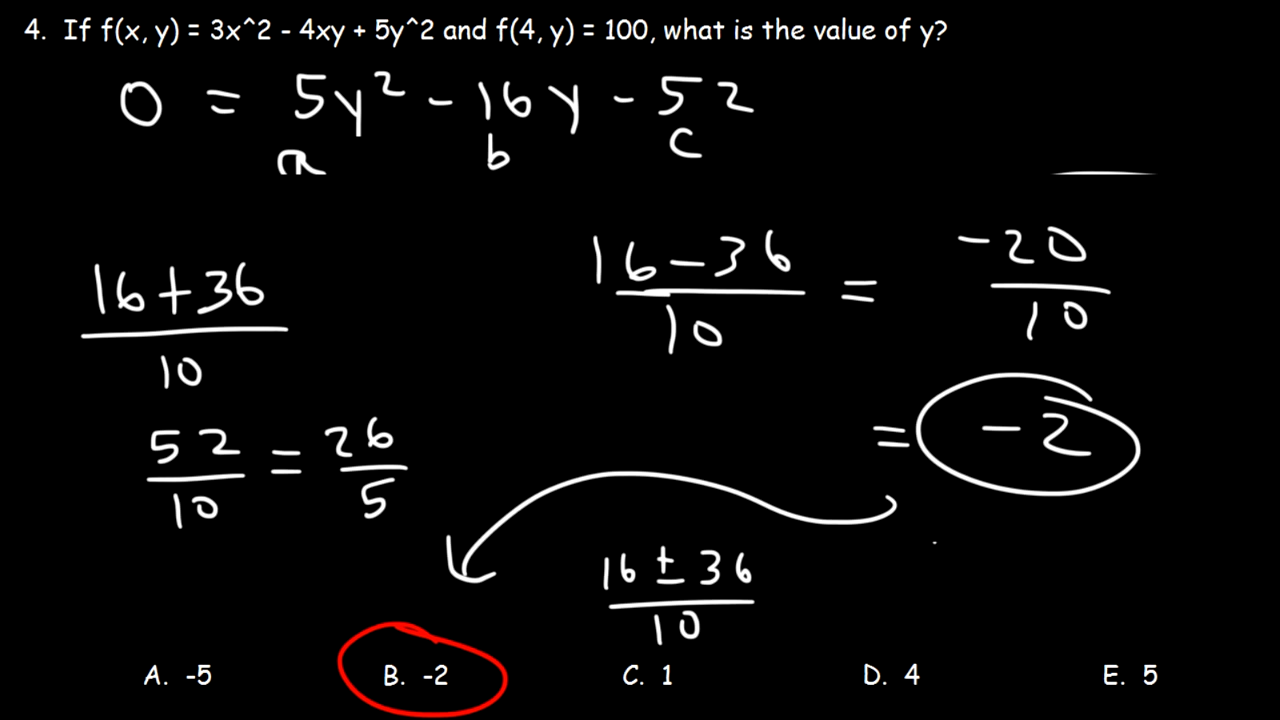 4. If f(x, y) = 3x^2 - 4xy + 5y^2 and f(4, y) = 100, what is the value of y?
0 = 5y² - 16y - 52
a b c
16 + 36 / 10
16 - 36 / 10 = -20 / 10
52 / 10 = 26 / 5
= -2
16 ± 36 / 10
A. -5 B. -2 C. 1 D. 4 E. 5